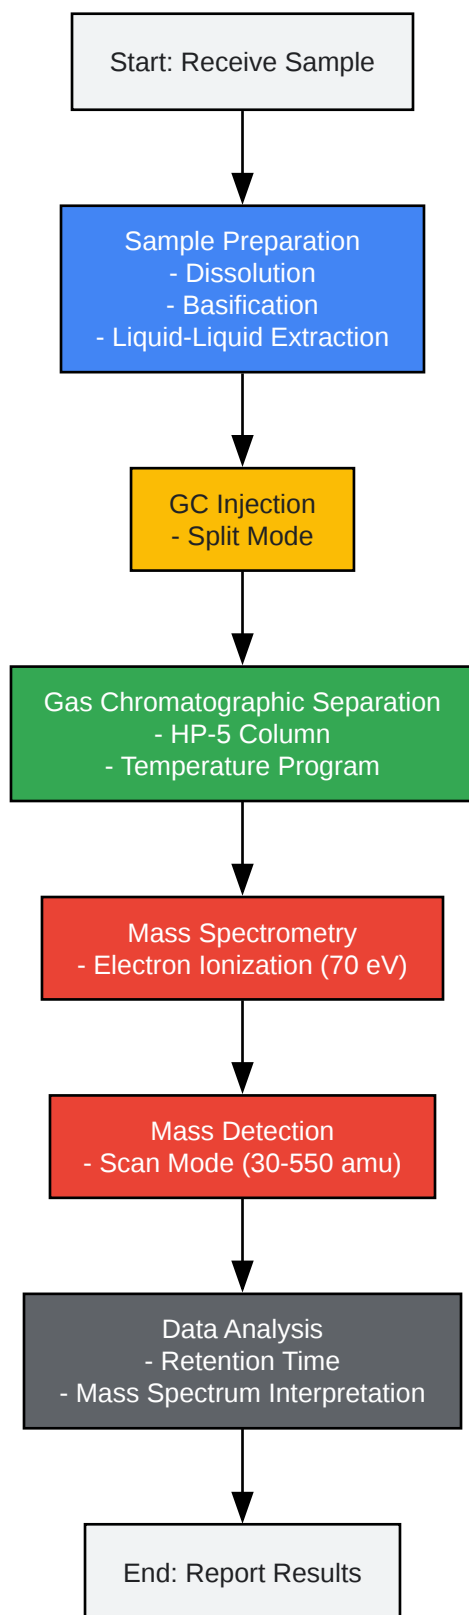 Start: Receive Sample
Sample Preparation
- Dissolution
- Basification
- Liquid-Liquid Extraction
GC Injection
- Split Mode
Gas Chromatographic Separation
- HP-5 Column
- Temperature Program
Mass Spectrometry
- Electron Ionization (70 eV)
Mass Detection
- Scan Mode (30-550 amu)
Data Analysis
- Retention Time
- Mass Spectrum Interpretation
End: Report Results